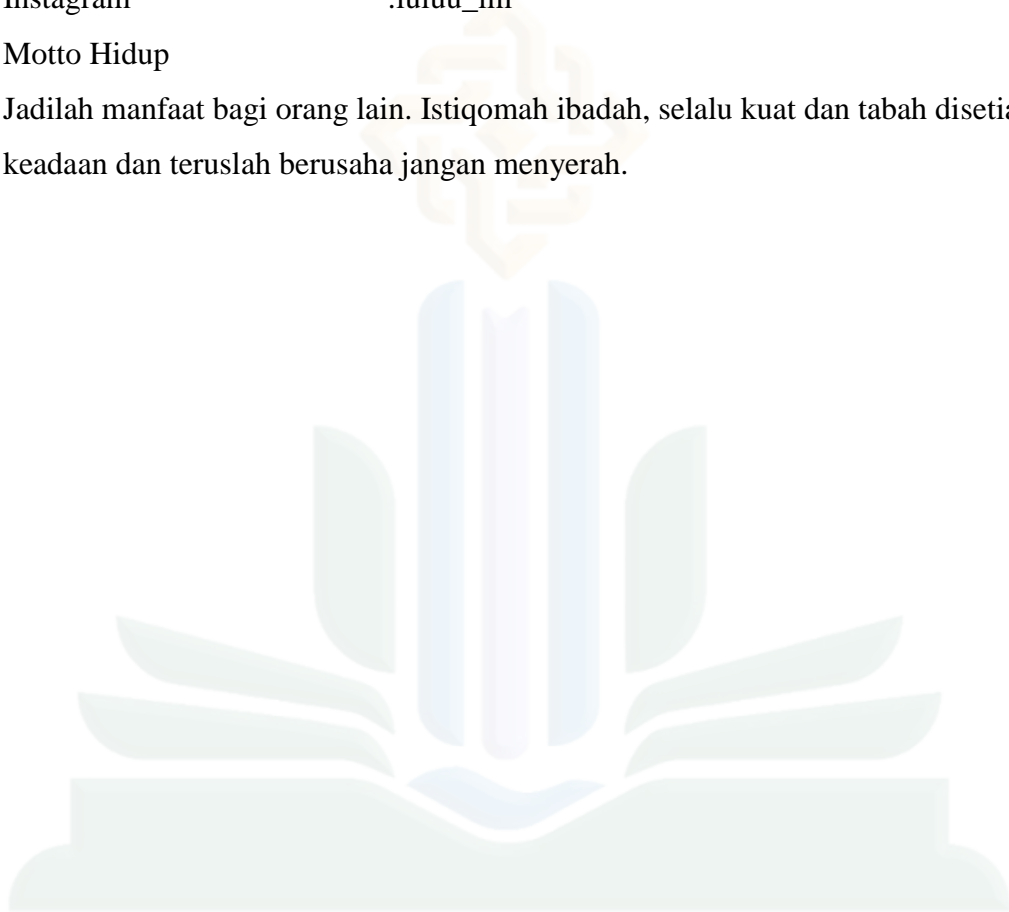 Instagram
Motto Hidup
Jadilah manfaat bagi orang lain. Istiqomah ibadah, selalu kuat dan tabah disetia
keadaan dan teruslah berusaha jangan menyerah.